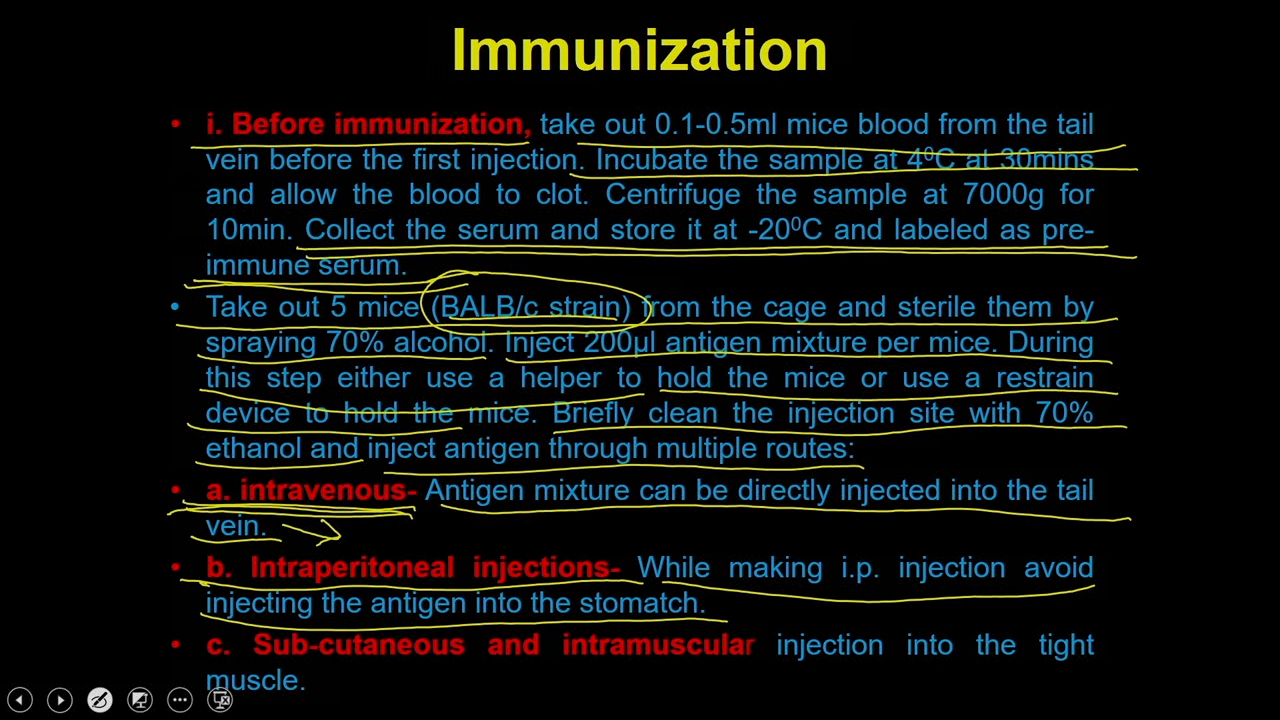 Immunization
• i. Before immunization, take out 0.1-0.5ml mice blood from the tail
vein before the first injection. Incubate the sample at 4⁰C at 30mins
and allow the blood to clot. Centrifuge the sample at 7000g for
10min. Collect the serum and store it at -20⁰C and labeled as pre-
immune serum.
• Take out 5 mice (BALB/c strain) from the cage and sterile them by
spraying 70% alcohol. Inject 200µl antigen mixture per mice. During
this step either use a helper to hold the mice or use a restrain
device to hold the mice. Briefly clean the injection site with 70%
ethanol and inject antigen through multiple routes:
• a. intravenous- Antigen mixture can be directly injected into the tail
vein.
• b. Intraperitoneal injections- While making i.p. injection avoid
injecting the antigen into the stomatch.
• c. Sub-cutaneous and intramuscular injection into the tight
muscle.